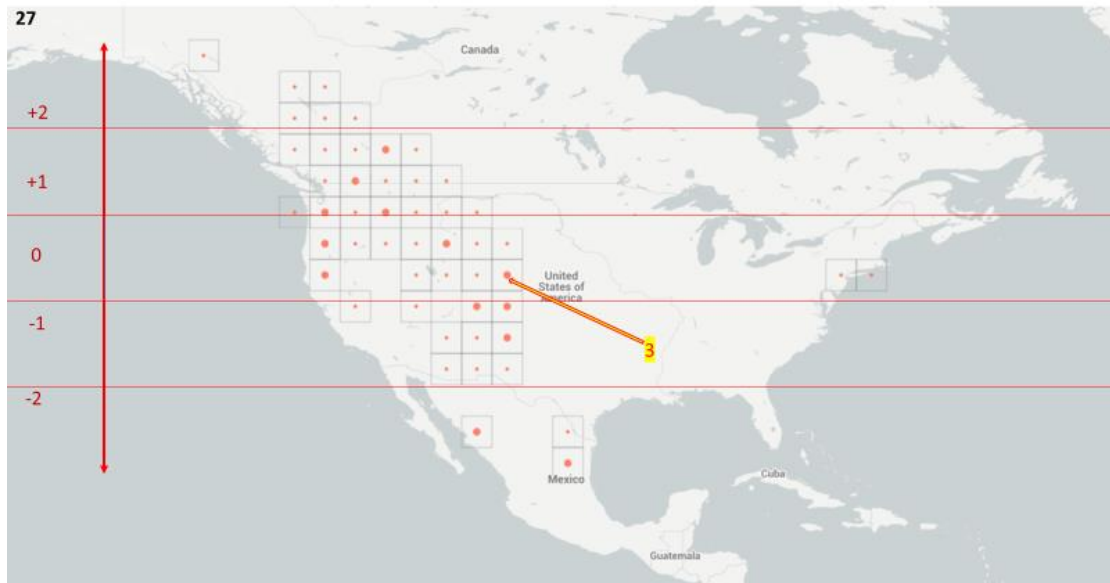 27
Canada
+2
+1
0
United
States of
America
-1
3
-2
Cuba
Mexico
Guatemala